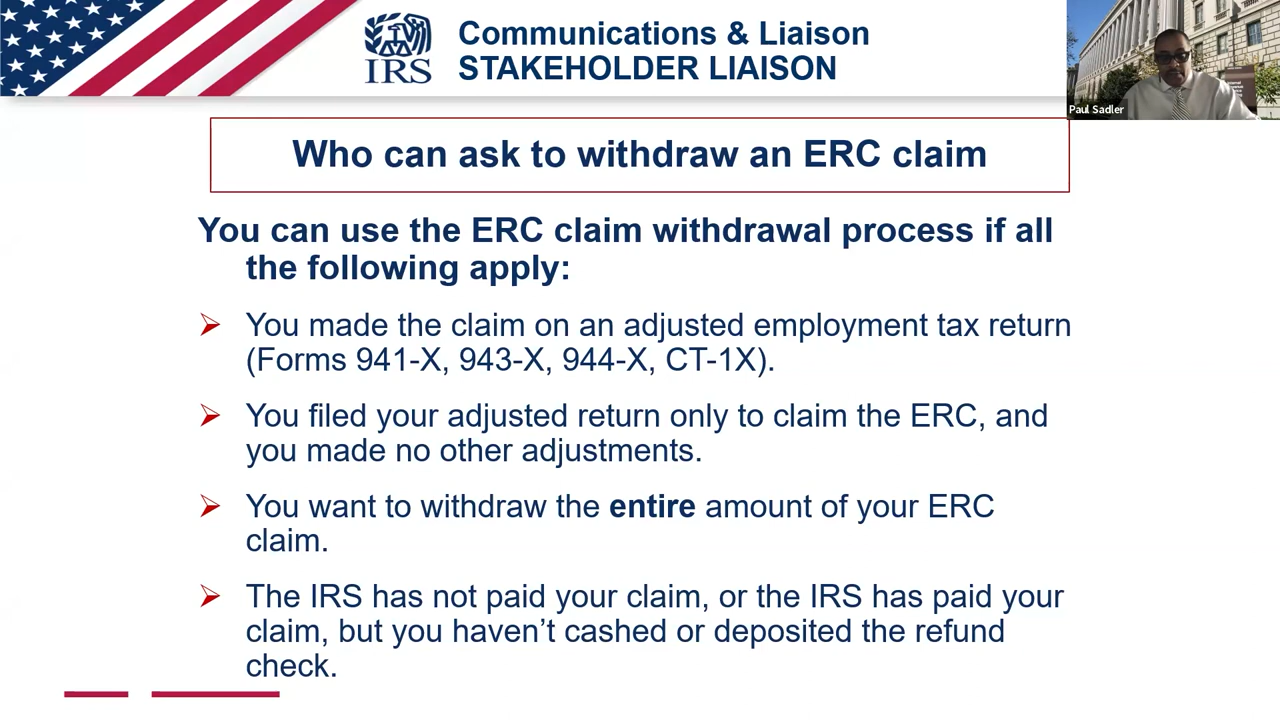 IRS
Communications & Liaison
STAKEHOLDER LIAISON
Paul Sadler
Who can ask to withdraw an ERC claim
You can use the ERC claim withdrawal process if all
the following apply:
You made the claim on an adjusted employment tax return
(Forms 941-X, 943-X, 944-X, CT-1X).
You filed your adjusted return only to claim the ERC, and
you made no other adjustments.
You want to withdraw the entire amount of your ERC
claim.
The IRS has not paid your claim, or the IRS has paid your
claim, but you haven’t cashed or deposited the refund
check.